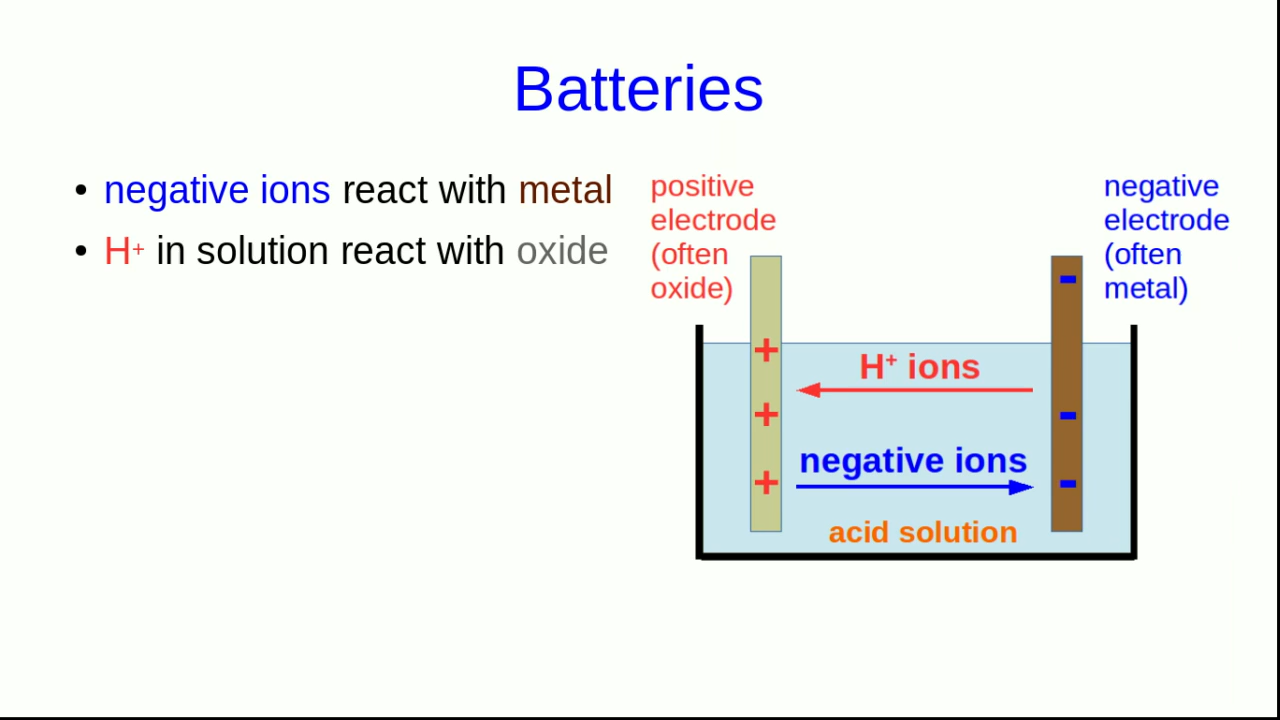 Batteries
• negative ions react with metal
• H⁺ in solution react with oxide
positive
electrode
(often
oxide)
negative
electrode
(often
metal)
+
+
+
-
-
-
H⁺ ions
negative ions
acid solution